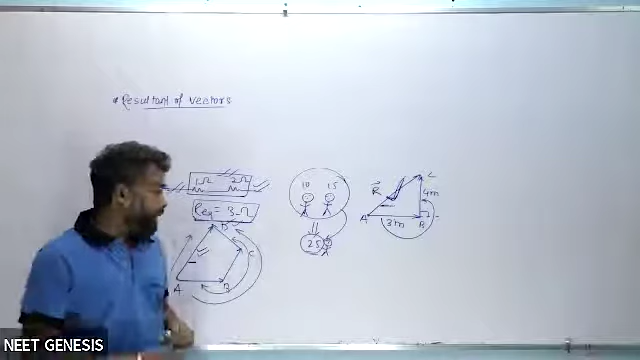 * Resultant of vectors
1Ω 2Ω
Req = 3Ω
A B C D
10 15
25
R
A 3m B
4m
C
NEET GENESIS